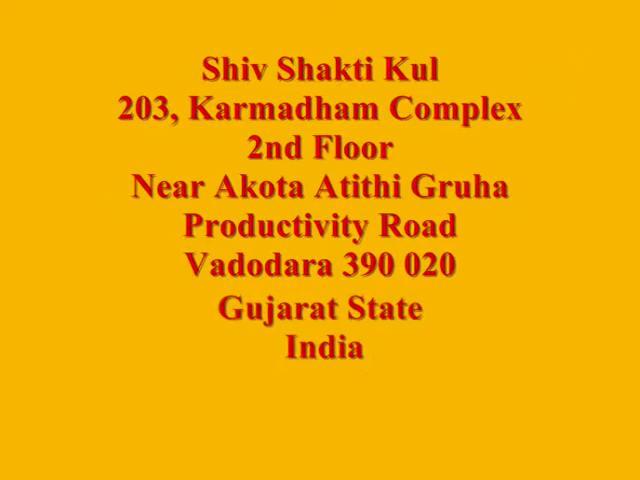 Shiv Shakti Kul
203, Karmadham Complex
2nd Floor
Near Akota Atithi Gruha
Productivity Road
Vadodara 390 020
Gujarat State
India